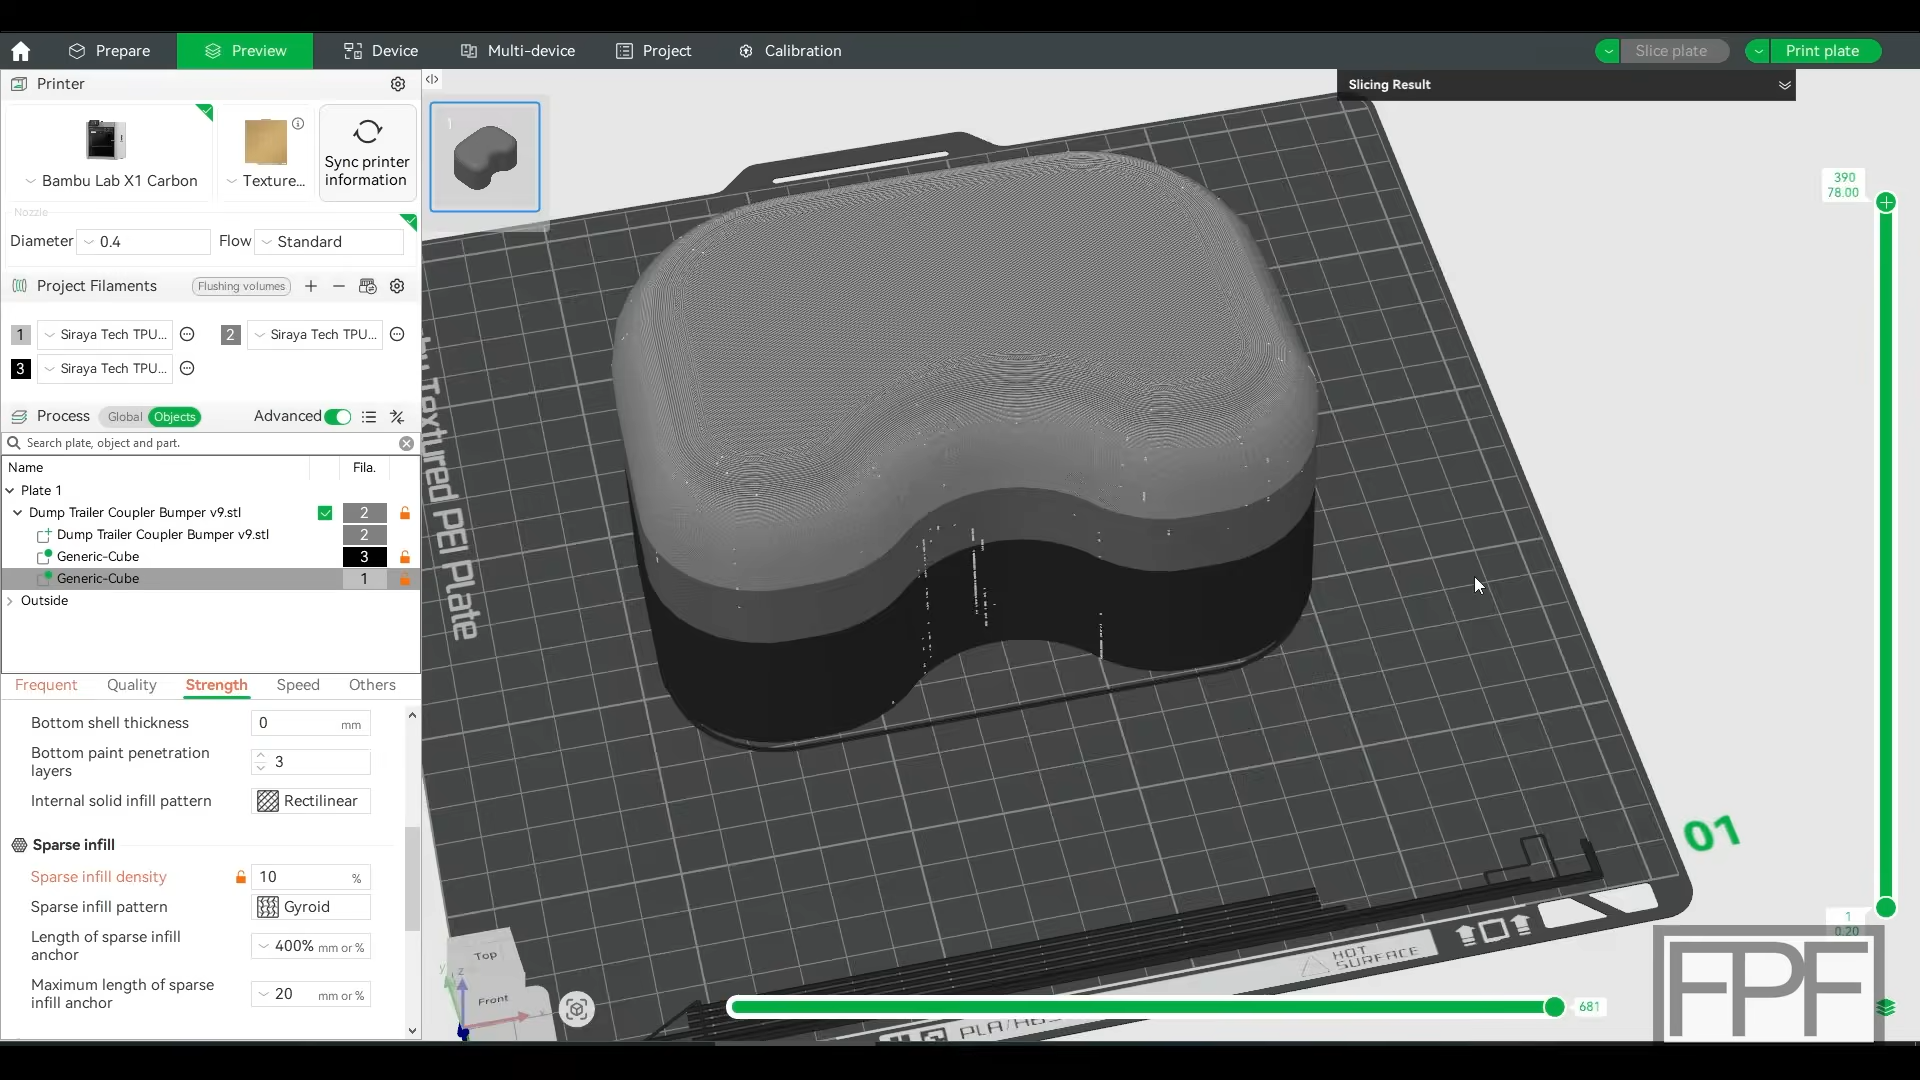 Prepare
Preview
Device
Multi-device
Project
Calibration
Slice plate
Print plate
Printer
Slicing Result
1
Bambu Lab X1 Carbon
Texture...
Sync printer
information
Nozzle
Diameter 0.4 Flow Standard
390
78.00
Project Filaments Flushing volumes
1 Siraya Tech TPU... 2 Siraya Tech TPU...
3 Siraya Tech TPU...
Process Global Objects Advanced
Search plate, object and part.
Name Fila.
Plate 1
Dump Trailer Coupler Bumper v9.stl 2
Dump Trailer Coupler Bumper v9.stl 2
Generic-Cube 3
Generic-Cube 1
Outside
Textured PEI Plate
Frequent Quality Strength Speed Others
Bottom shell thickness 0 mm
Bottom paint penetration
layers 3
Internal solid infill pattern Rectilinear
Sparse infill
Sparse infill density 10 %
Sparse infill pattern Gyroid
Length of sparse infill
anchor 400% mm or %
Maximum length of sparse
infill anchor 20 mm or %
01
1
0.20
Top
Front
z
x
y
HOT
SURFACE
681
FPF